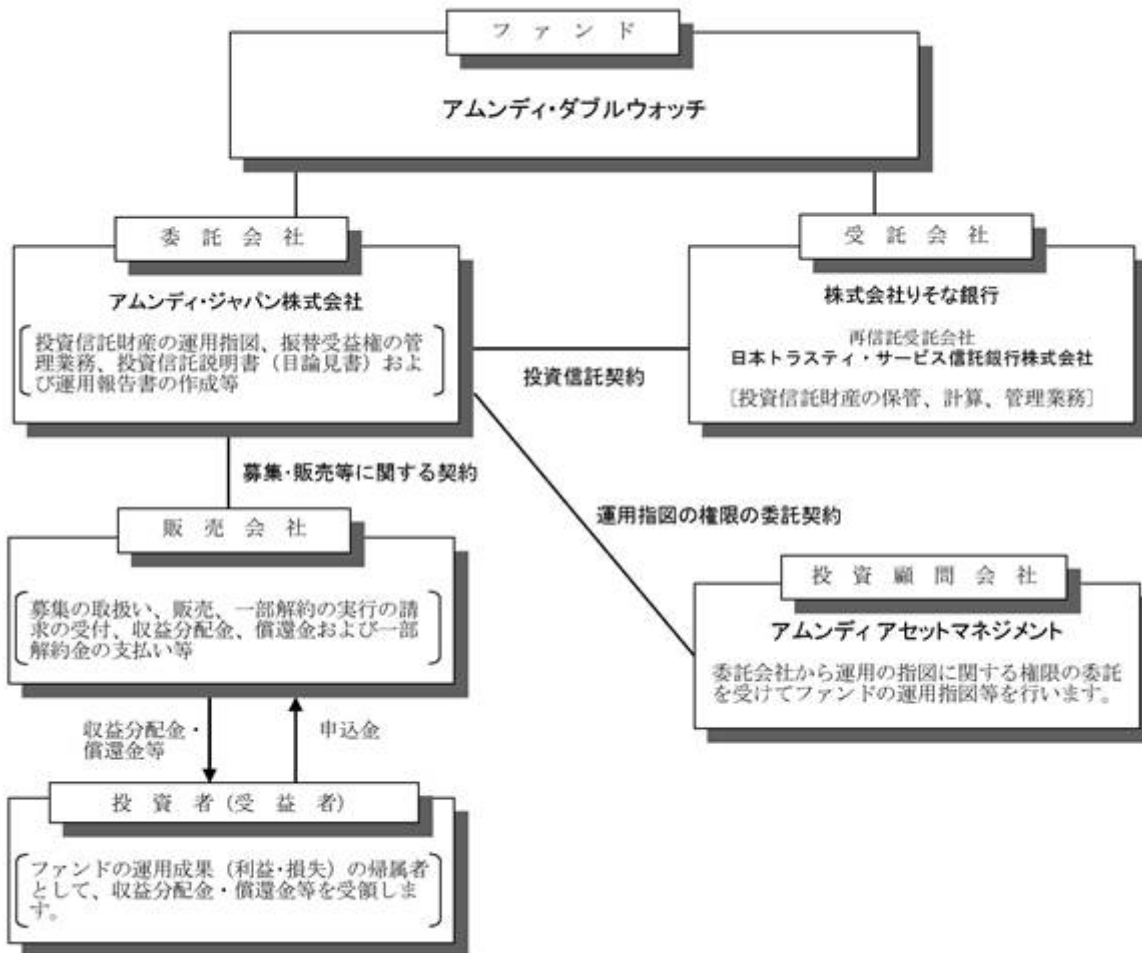 ファンド
アムンディ・ダブルウォッチ
委託会社
アムンディ・ジャパン株式会社
投資信託財産の運用指図、振替受益権の管
理業務、投資信託説明書（目論見書）およ
び運用報告書の作成等
受託会社
株式会社りそな銀行
再信託受託会社
日本トラスティ・サービス信託銀行株式会社
〔投資信託財産の保管、計算、管理業務〕
投資信託契約
募集・販売等に関する契約
運用指図の権限の委託契約
販売会社
募集の取扱い、販売、一部解約の実行の請
求の受付、収益分配金、償還金および一部
解約金の支払い等
投資顧問会社
アムンディ アセットマネジメント
委託会社から運用の指図に関する権限の委託
を受けてファンドの運用指図等を行います。
収益分配金・
償還金等
申込金
投資者(受益者)
ファンドの運用成果（利益・損失）の帰属者
として、収益分配金・償還金等を受領しま
す。